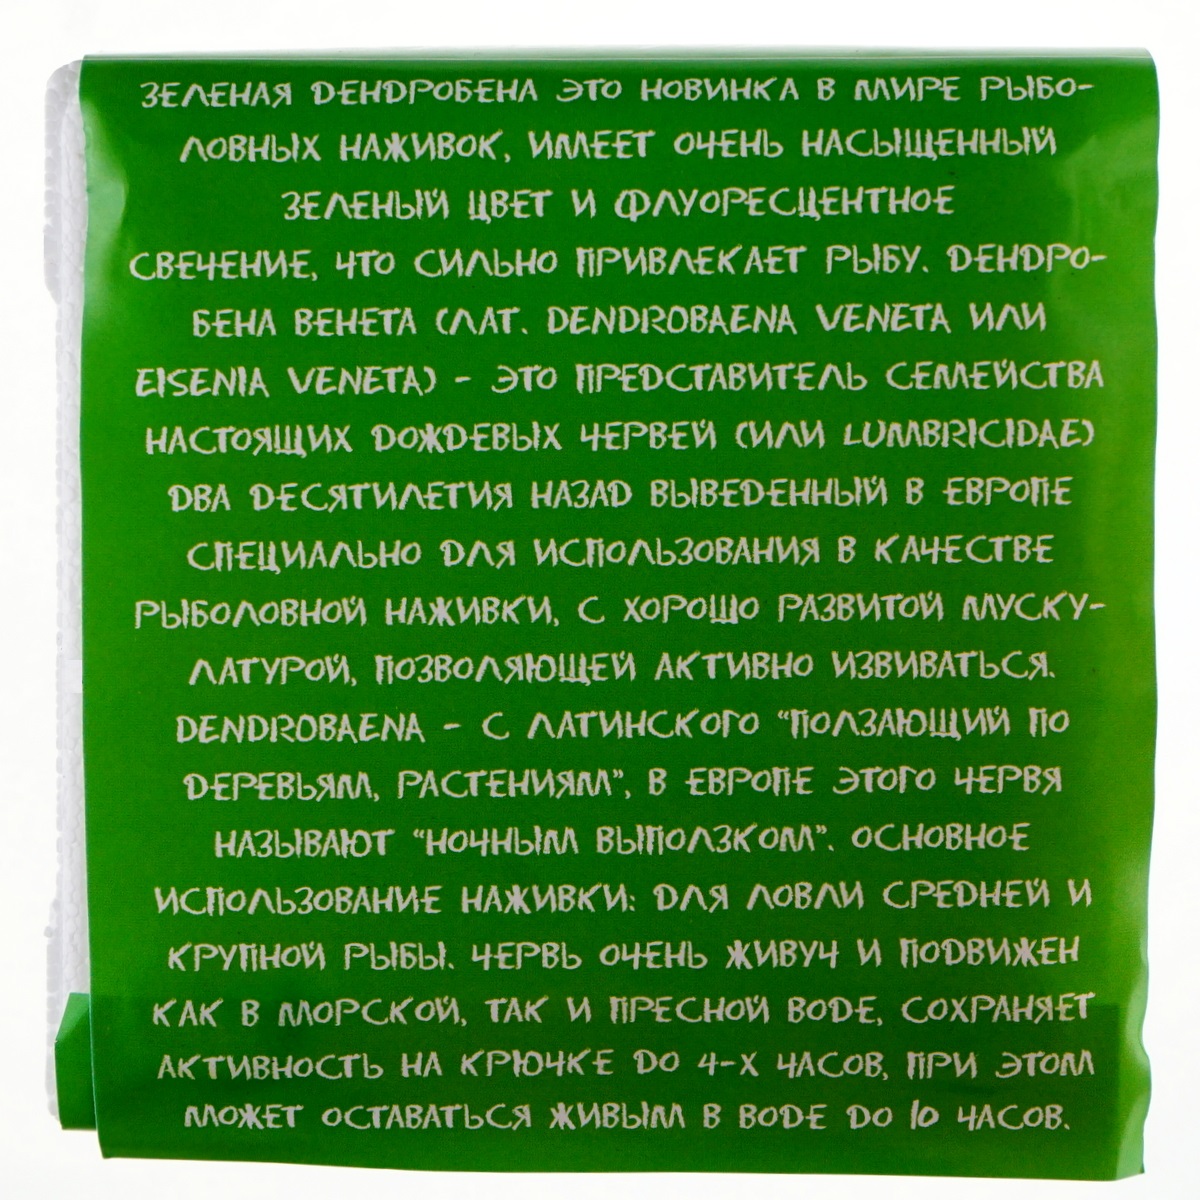 ЗЕЛЕНАЯ ДЕНДРОБЕНА ЭТО НОВИНКА В МИРЕ РЫБО-
ЛОВНЫХ НАЖИВОК, ИМЕЕТ ОЧЕНЬ НАСЫЩЕННЫЙ
ЗЕЛЕНЫЙ ЦВЕТ И ФЛУОРЕСЦЕНТНОЕ
СВЕЧЕНИЕ, ЧТО СИЛЬНО ПРИВЛЕКАЕТ РЫБУ. ДЕНДРО-
БЕНА ВЕНЕТА (ЛАТ. DENDROBAENA VENETA ИЛИ
EISENIA VENETA) - ЭТО ПРЕДСТАВИТЕЛЬ СЕМЕЙСТВА
НАСТОЯЩИХ ДОЖДЕВЫХ ЧЕРВЕЙ (ИЛИ LUMBRICIDAE)
ДВА ДЕСЯТИЛЕТИЯ НАЗАД ВЫВЕДЕННЫЙ В ЕВРОПЕ
СПЕЦИАЛЬНО ДЛЯ ИСПОЛЬЗОВАНИЯ В КАЧЕСТВЕ
РЫБОЛОВНОЙ НАЖИВКИ, С ХОРОШО РАЗВИТОЙ МУСКУ-
ЛАТУРОЙ, ПОЗВОЛЯЮЩЕЙ АКТИВНО ИЗВИВАТЬСЯ.
DENDROBAENA - С ЛАТИНСКОГО “ПОЛЗАЮЩИЙ ПО
ДЕРЕВЬЯМ, РАСТЕНИЯМ”, В ЕВРОПЕ ЭТОГО ЧЕРВЯ
НАЗЫВАЮТ “НОЧНЫМ ВЫПОЛЗКОМ”. ОСНОВНОЕ
ИСПОЛЬЗОВАНИЕ НАЖИВКИ: ДЛЯ ЛОВЛИ СРЕДНЕЙ И
КРУПНОЙ РЫБЫ. ЧЕРВЬ ОЧЕНЬ ЖИВУЧ И ПОДВИЖЕН
КАК В МОРСКОЙ, ТАК И ПРЕСНОЙ ВОДЕ, СОХРАНЯЕТ
АКТИВНОСТЬ НА КРЮЧКЕ ДО 4-Х ЧАСОВ, ПРИ ЭТОМ
МОЖЕТ ОСТАВАТЬСЯ ЖИВЫМ В ВОДЕ ДО 10 ЧАСОВ.